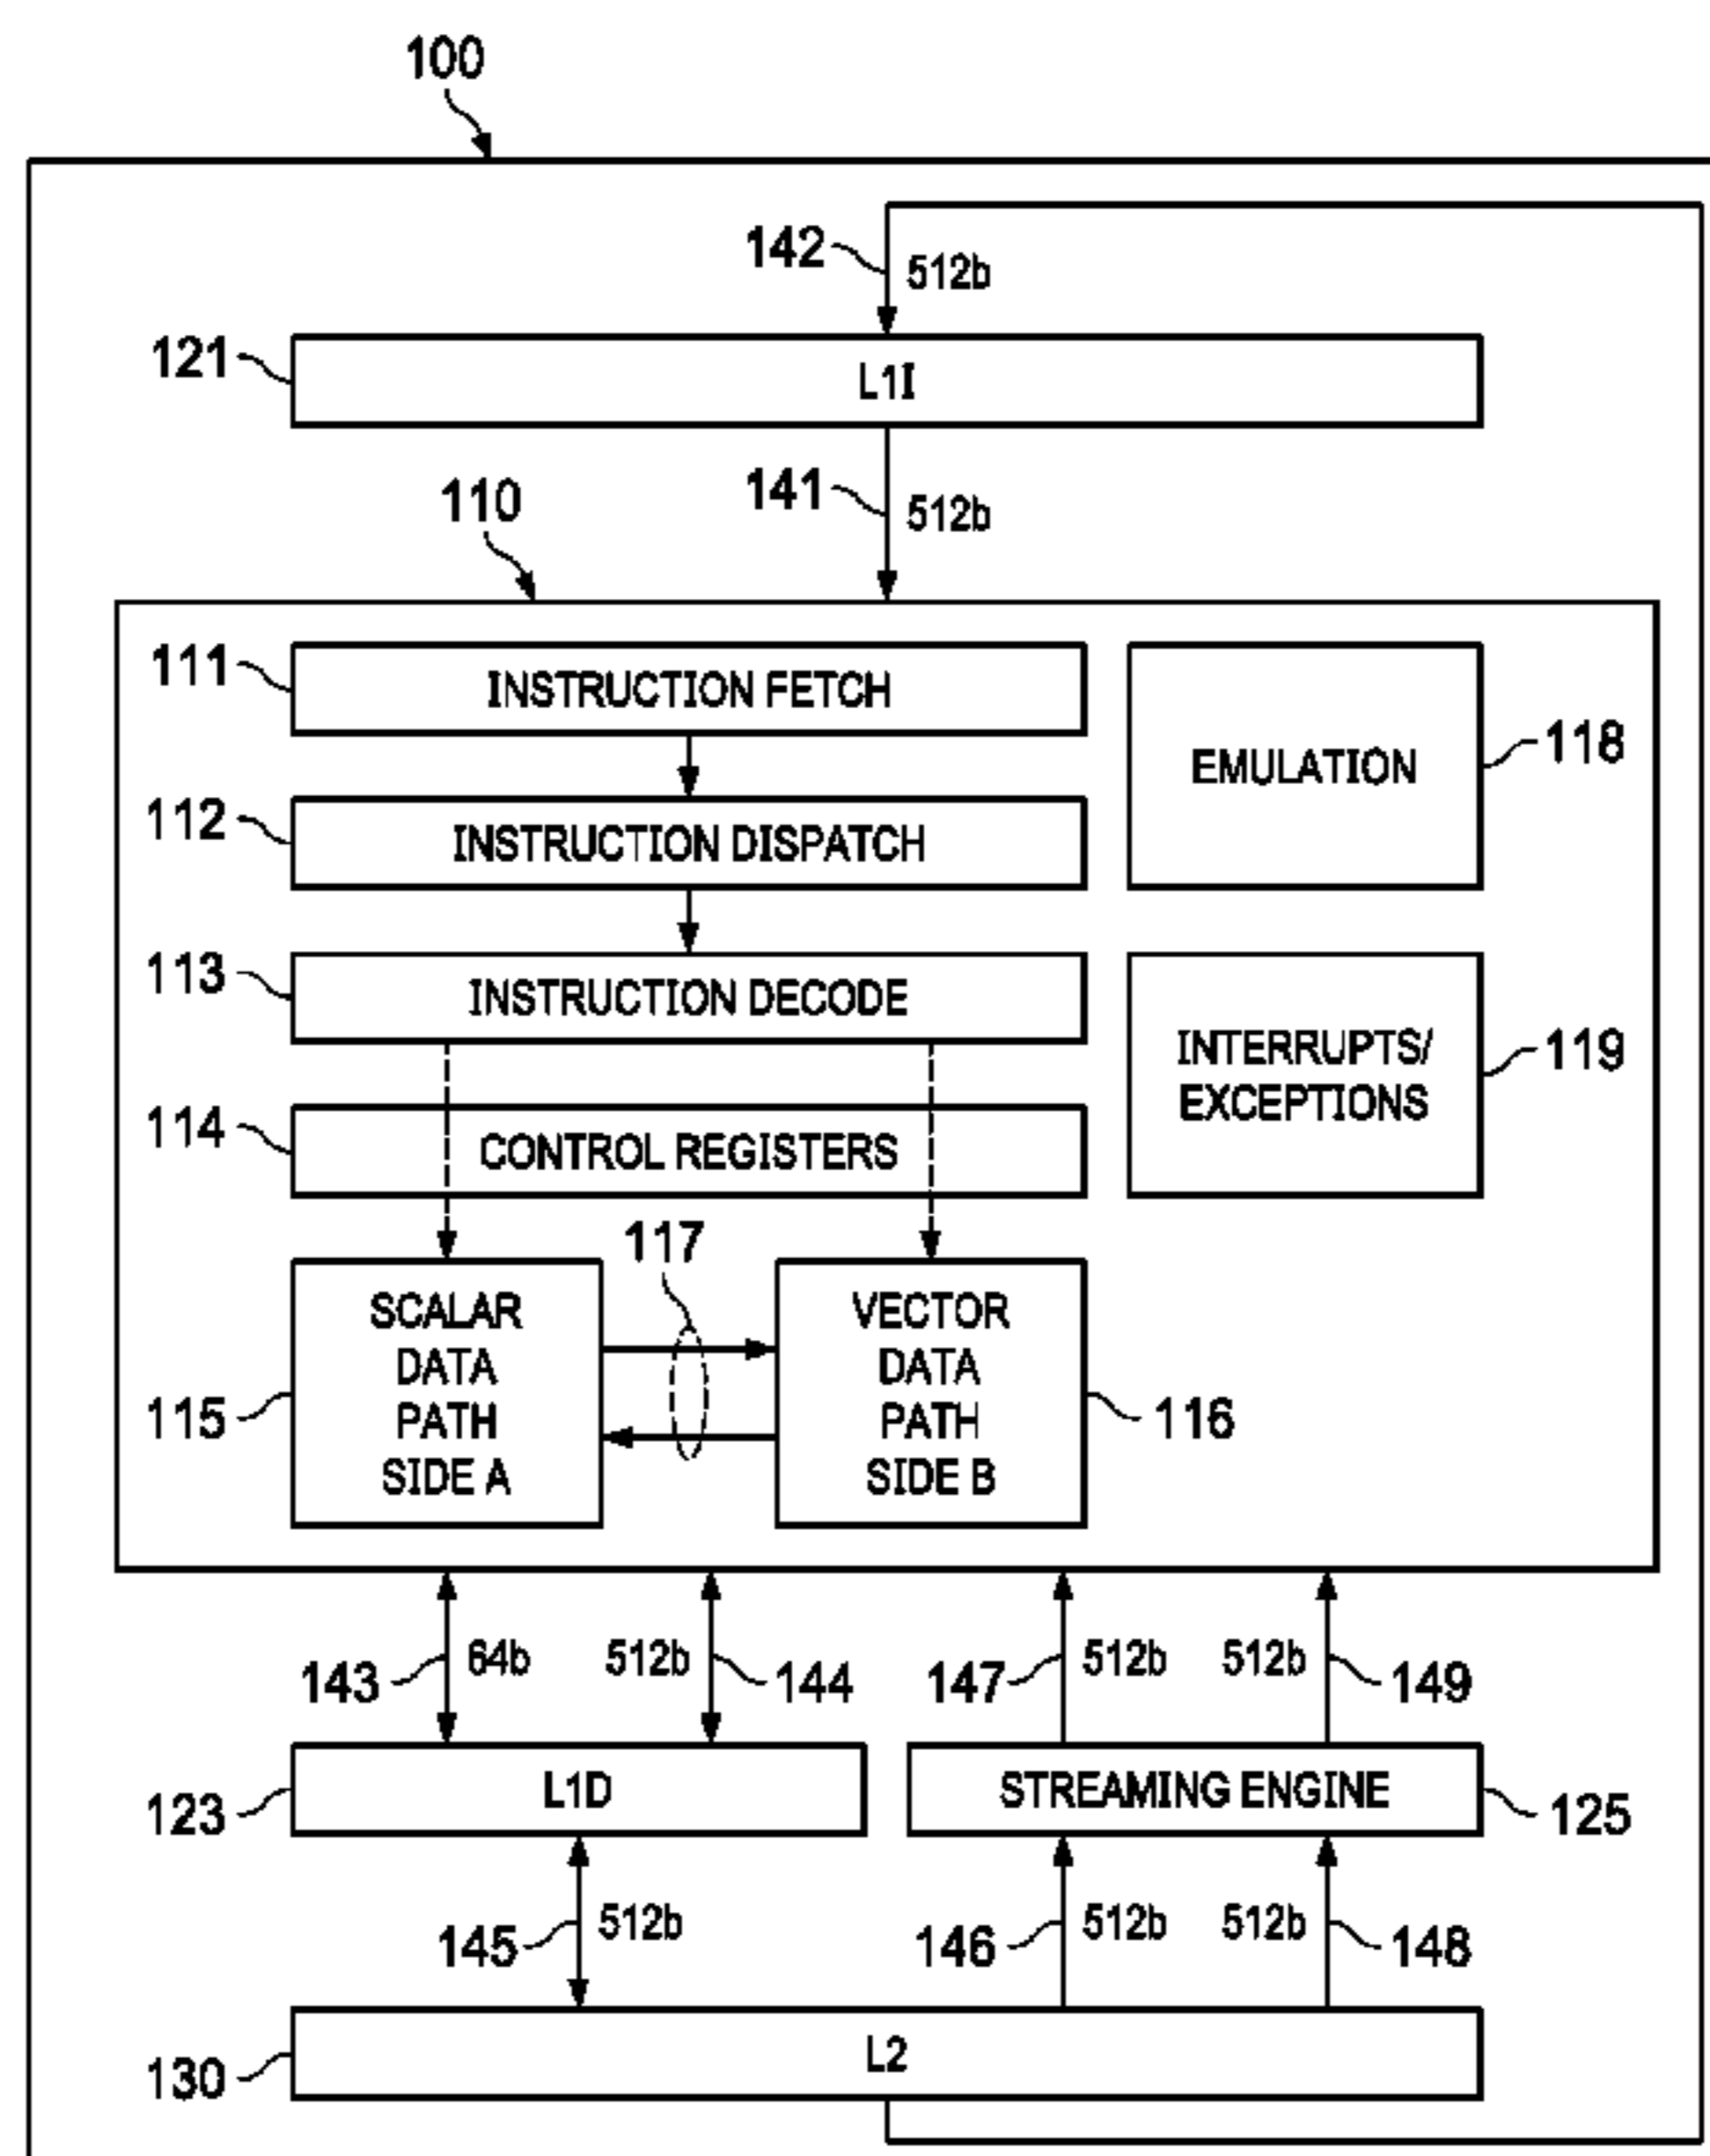 100
142
512b
121
L1I
141
512b
110
111
INSTRUCTION FETCH
EMULATION
118
112
INSTRUCTION DISPATCH
113
INSTRUCTION DECODE
INTERRUPTS/
EXCEPTIONS
119
114
CONTROL REGISTERS
117
SCALAR
DATA
PATH
SIDE A
115
VECTOR
DATA
PATH
SIDE B
116
143
64b
512b
144
147
512b
512b
149
123
L1D
STREAMING ENGINE
125
145
512b
146
512b
512b
148
130
L2